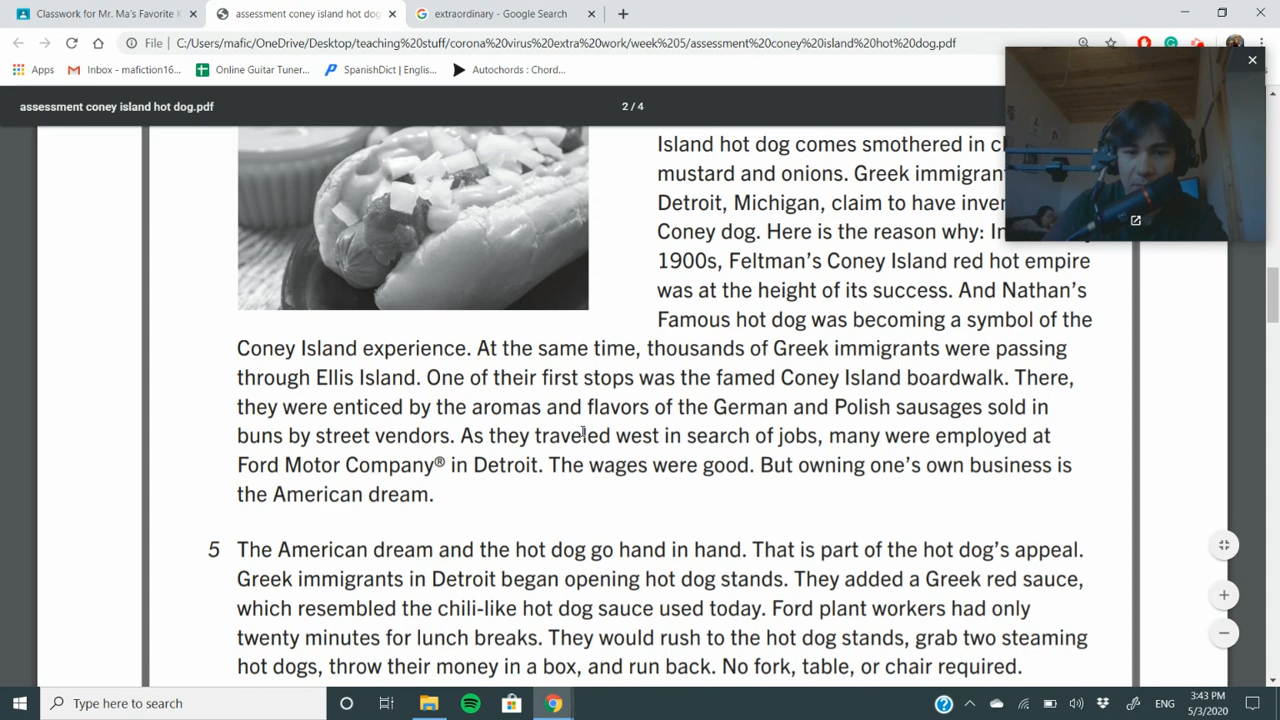 Classwork for Mr. Ma's Favorite
assessment coney island hot dog
extraordinary - Google Search
File
C:/Users/mafic/OneDrive/Desktop/teaching%20stuff/corona%20virus%20extra%20work/week%205/assessment%20coney%20island%20hot%20dog.pdf
Apps
Inbox - mafiction16...
Online Guitar Tuner...
SpanishDict | Englis...
Autochords : Chord...
assessment coney island hot dog.pdf
2 / 4
Island hot dog comes smothered in
mustard and onions. Greek
Detroit, Michigan, claim to have
Coney dog. Here is the reason why:
1900s, Feltman's Coney Island red hot empire
was at the height of its success. And Nathan's
Famous hot dog was becoming a symbol of the
Coney Island experience. At the same time, thousands of Greek immigrants were passing
through Ellis Island. One of their first stops was the famed Coney Island boardwalk. There,
they were enticed by the aromas and flavors of the German and Polish sausages sold in
buns by street vendors. As they traveled west in search of jobs, many were employed at
Ford Motor Company® in Detroit. The wages were good. But owning one's own business is
the American dream.
5 The American dream and the hot dog go hand in hand. That is part of the hot dog's appeal.
Greek immigrants in Detroit began opening hot dog stands. They added a Greek red sauce,
which resembled the chili-like hot dog sauce used today. Ford plant workers had only
twenty minutes for lunch breaks. They would rush to the hot dog stands, grab two steaming
hot dogs, throw their money in a box, and run back. No fork, table, or chair required.
Type here to search
ENG
3:43 PM
5/3/2020